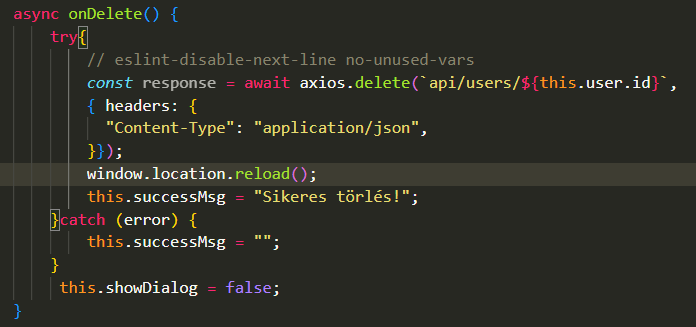 async onDelete() {
try{
// eslint-disable-next-line no-unused-vars
const response = await axios.delete(`api/users/${this.user.id}`,
{ headers: {
"Content-Type": "application/json",
}});
window.location.reload();
this.successMsg = "Sikeres törlés!";
}catch (error) {
this.successMsg = "";
}
this.showDialog = false;
}